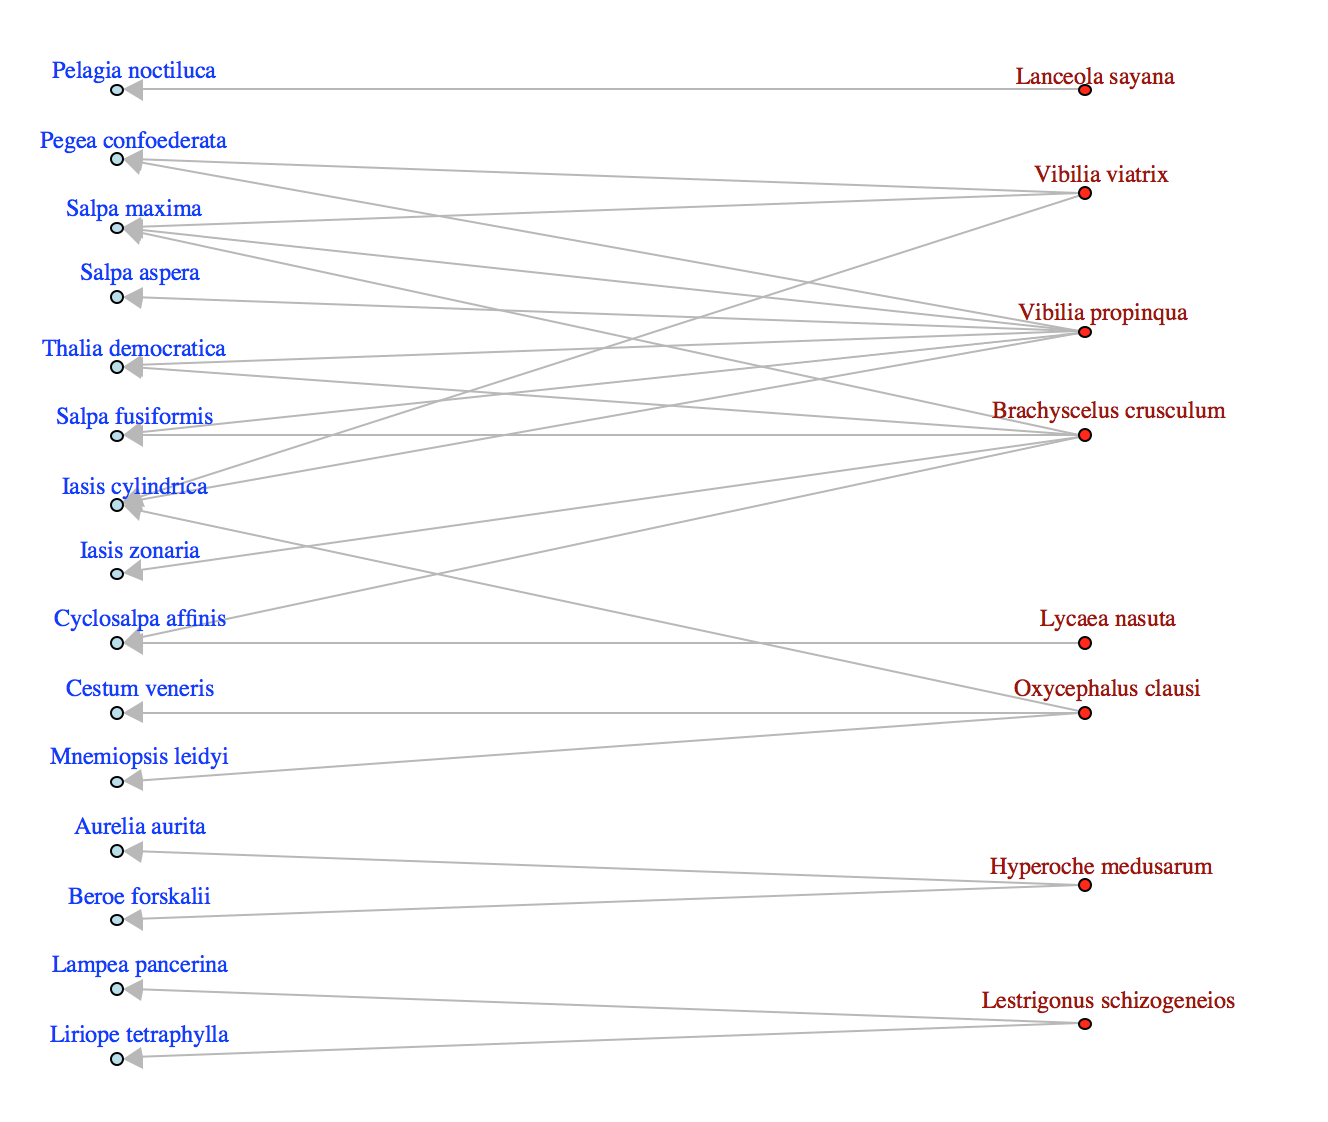 Pelagia noctiluca
Lanceola sayana
Pegea confoederata
Vibilia viatrix
Salpa maxima
Salpa aspera
Vibilia propinqua
Thalia democratica
Salpa fusiformis
Brachyscelus crusculum
Iasis cylindrica
Iasis zonaria
Cyclosalpa affinis
Lycaea nasuta
Cestum veneris
Oxycephalus clausi
Mnemiopsis leidyi
Aurelia aurita
Hyperoche medusarum
Beroe forskalii
Lampea pancerina
Lestrigonus schizogeneios
Liriope tetraphylla